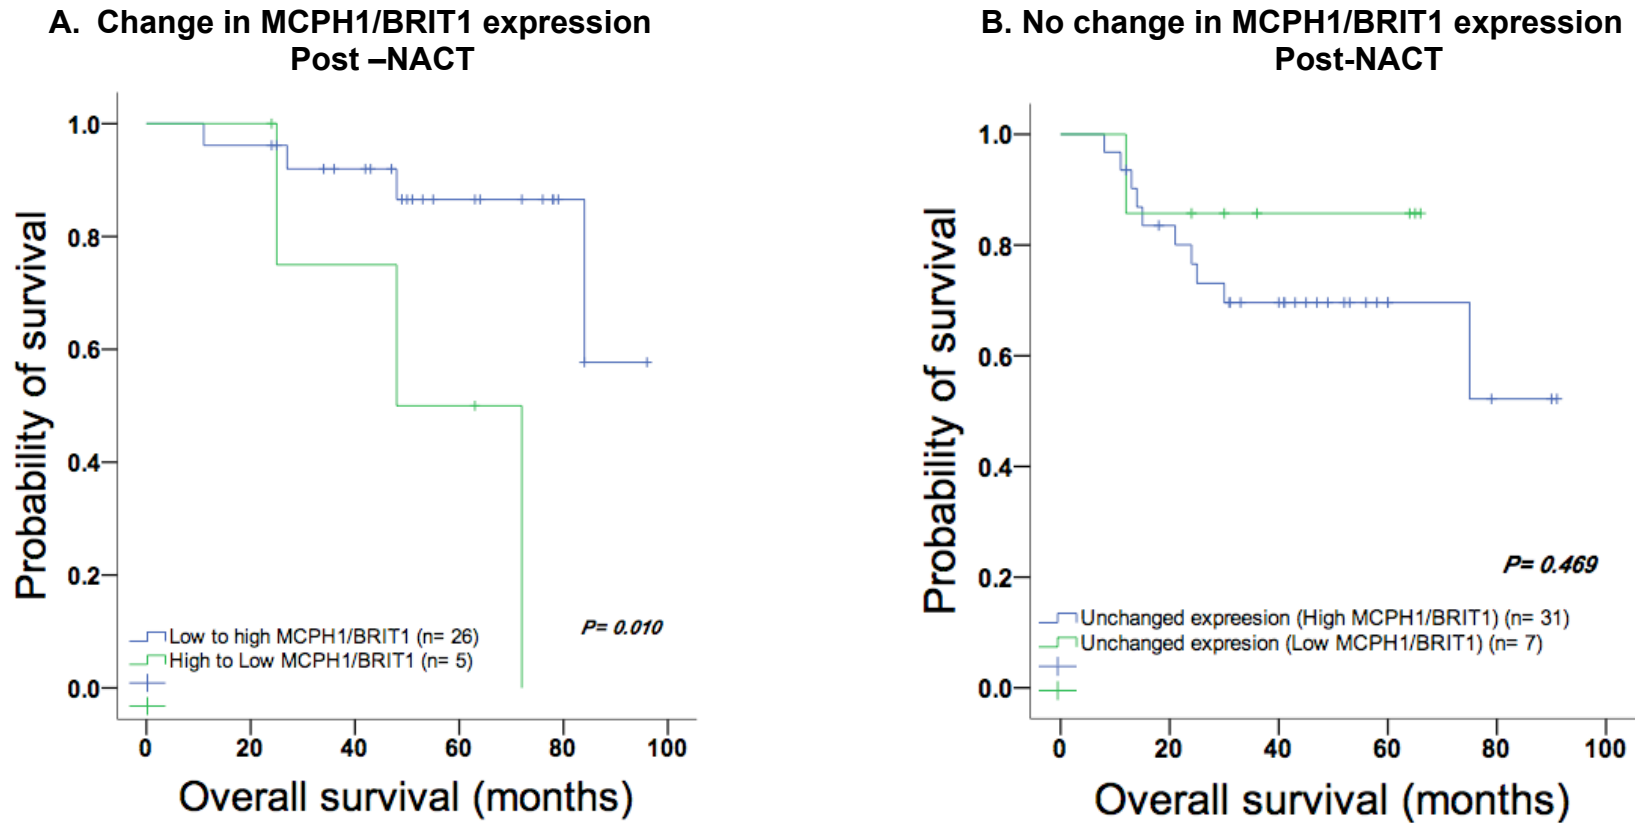 A. Change in MCPH1/BRIT1 expression
Post –NACT
Probability of survival
1.0
0.8
0.6
0.4
0.2
0.0
Low to high MCPH1/BRIT1 (n= 26)
High to Low MCPH1/BRIT1 (n= 5)
P= 0.010
0 20 40 60 80 100
Overall survival (months)
B. No change in MCPH1/BRIT1 expression
Post-NACT
Probability of survival
1.0
0.8
0.6
0.4
0.2
0.0
P= 0.469
Unchanged expreesion (High MCPH1/BRIT1) (n= 31)
Unchanged expresion (Low MCPH1/BRIT1) (n= 7)
0 20 40 60 80 100
Overall survival (months)